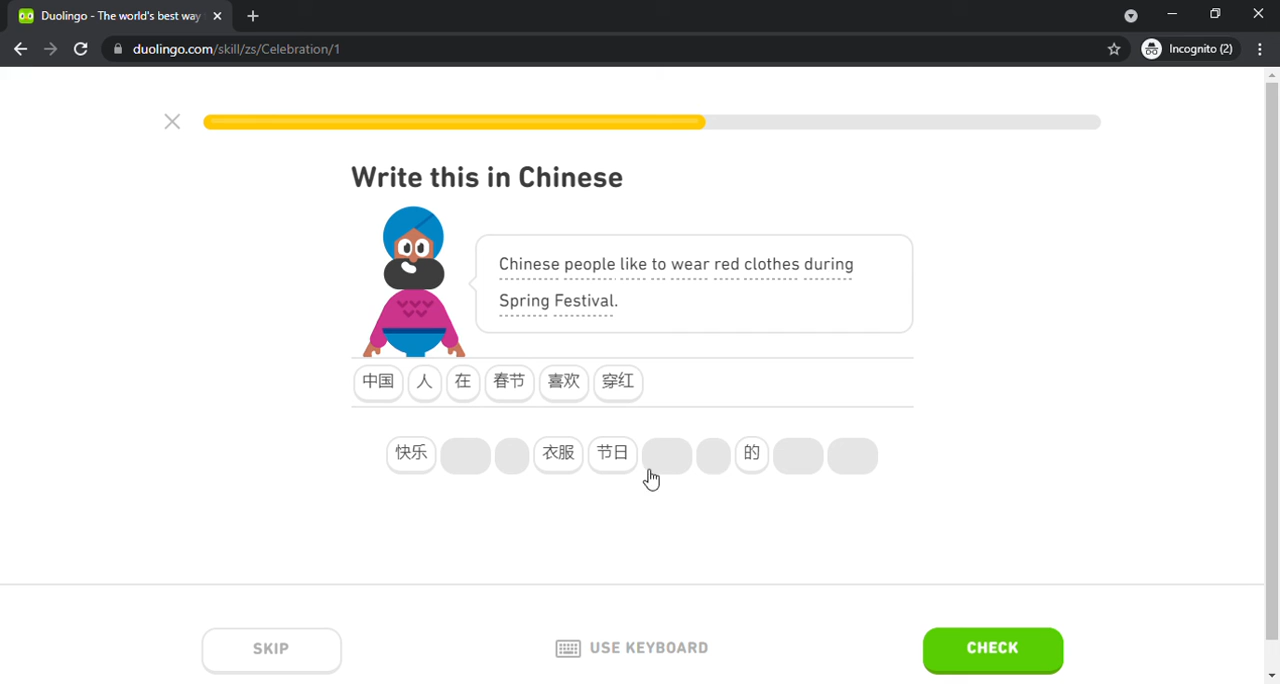 Duolingo - The world's best way
duolingo.com/skill/zs/Celebration/1
Incognito (2)
Write this in Chinese
Chinese people like to wear red clothes during
Spring Festival.
中国 人 在 春节 喜欢 穿红
快乐 衣服 节日 的
SKIP
USE KEYBOARD
CHECK